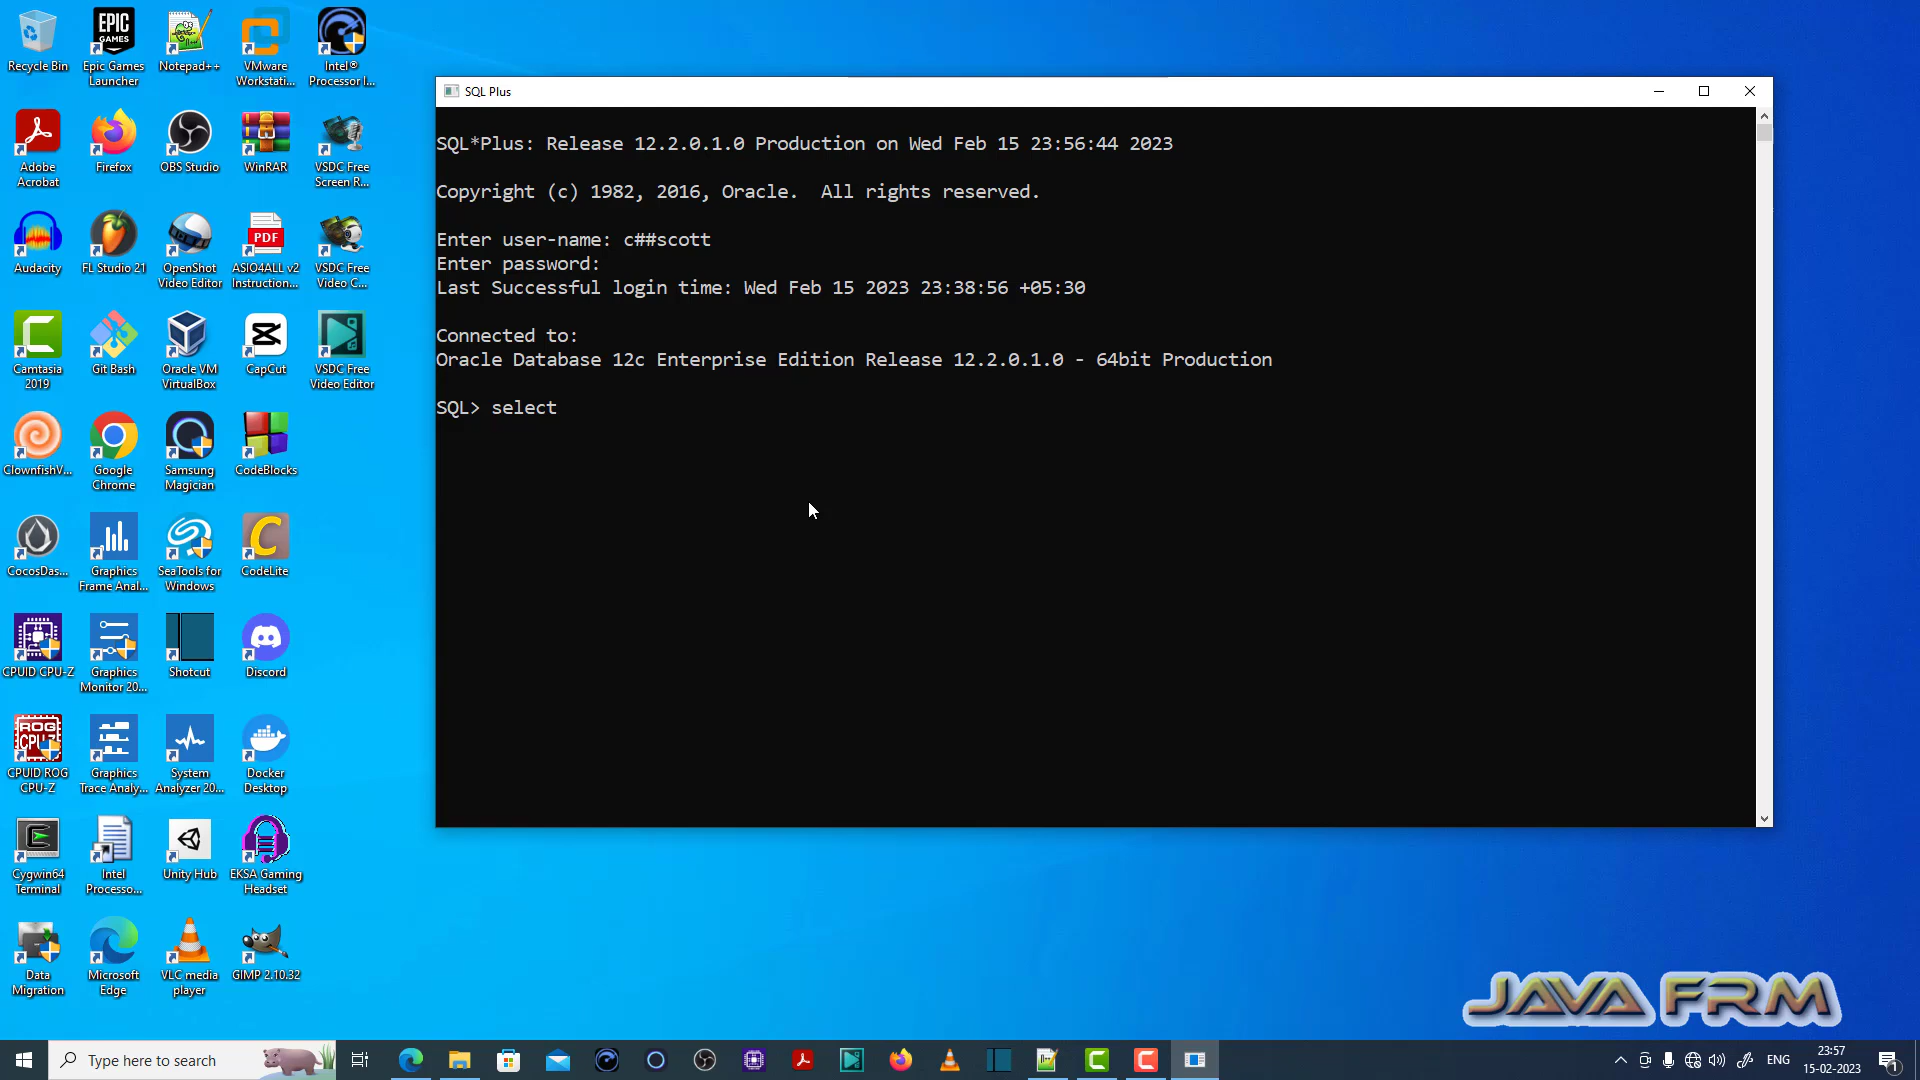 Recycle Bin
Epic Games
Launcher
Notepad++
VMware
Workstati...
Intel®
Processor I...
Adobe
Acrobat
Firefox
OBS Studio
WinRAR
VSDC Free
Screen R...
Audacity
FL Studio 21
OpenShot
Video Editor
ASIO4ALL v2
Instruction...
VSDC Free
Video C...
Camtasia
2019
Git Bash
Oracle VM
VirtualBox
CapCut
VSDC Free
Video Editor
ClownfishV...
Google
Chrome
Samsung
Magician
CodeBlocks
CocosDas...
Graphics
Frame Anal...
SeaTools for
Windows
CodeLite
CPUID CPU-Z
Graphics
Monitor 20...
Shotcut
Discord
CPUID ROG
CPU-Z
Graphics
Trace Analy...
System
Analyzer 20...
Docker
Desktop
Cygwin64
Terminal
Intel
Processo...
Unity Hub
EKSA Gaming
Headset
Data
Migration
Microsoft
Edge
VLC media
player
GIMP 2.10.32
SQL Plus
SQL*Plus: Release 12.2.0.1.0 Production on Wed Feb 15 23:56:44 2023
Copyright (c) 1982, 2016, Oracle.  All rights reserved.
Enter user-name: c##scott
Enter password:
Last Successful login time: Wed Feb 15 2023 23:38:56 +05:30
Connected to:
Oracle Database 12c Enterprise Edition Release 12.2.0.1.0 - 64bit Production
SQL> select
JAVA FRM
Type here to search
ENG
23:57
15-02-2023
1
EPIC
GAMES
PDF
ROG
CPU-Z